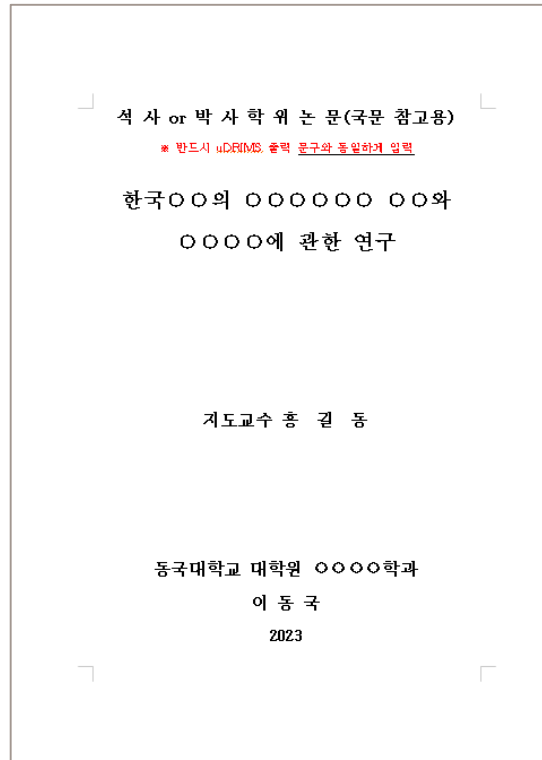 석 사 or 박 사 학 위 논 문(국문 참고용)
※ 반드시 uDRIMS, 출력 문구와 동일하게 입력
한국○○의 ○○○○○○ ○○와
○○○○에 관한 연구
지도교수 홍 길 동
동국대학교 대학원 ○○○○학과
이 동 국
2023